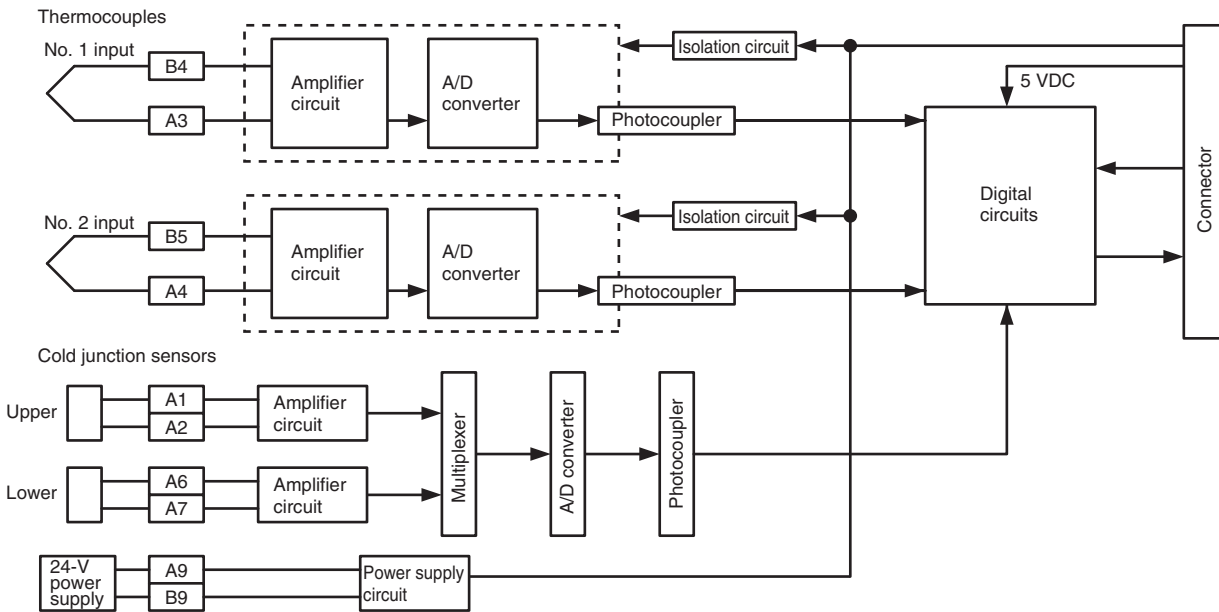 Thermocouples
No. 1 input
B4
A3
Amplifier
circuit
A/D
converter
Photocoupler
Isolation circuit
5 VDC
Digital
circuits
Connector
No. 2 input
B5
A4
Amplifier
circuit
A/D
converter
Photocoupler
Isolation circuit
Cold junction sensors
Upper
A1
A2
Amplifier
circuit
Lower
A6
A7
Amplifier
circuit
Multiplexer
A/D converter
Photocoupler
24-V
power
supply
A9
B9
Power supply
circuit